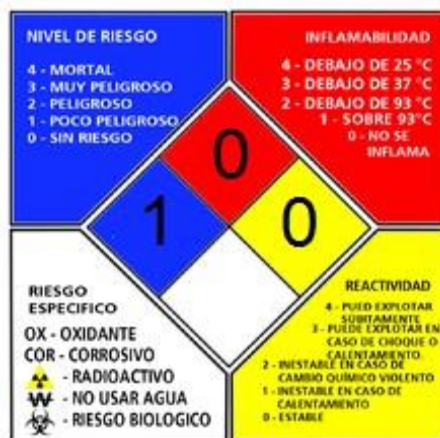 NIVEL DE RIESGO
4 - MORTAL
3 - MUY PELIGROSO
2 - PELIGROSO
1 - POCO PELIGROSO
0 - SIN RIESGO
INFLAMABILIDAD
4 - DEBAJO DE 25 °C
3 - DEBAJO DE 37 °C
2 - DEBAJO DE 93 °C
1 - SOBRE 93°C
0 - NO SE
INFLAMA
0
1
0
RIESGO
ESPECIFICO
OX - OXIDANTE
COR - CORROSIVO
- RADIOACTIVO
W - NO USAR AGUA
- RIESGO BIOLOGICO
REACTIVIDAD
4 - PUED EXPLOTAR
SÚBITAMENTE
3 - PUEDE EXPLOTAR EN
CASO DE CHOQUE O
CALENTAMIENTO.
2 - INESTABLE EN CASO DE
CAMBIO QUÍMICO VIOLENTO
1 - INESTABLE EN CASO DE
CALENTAMIENTO
0 - ESTABLE